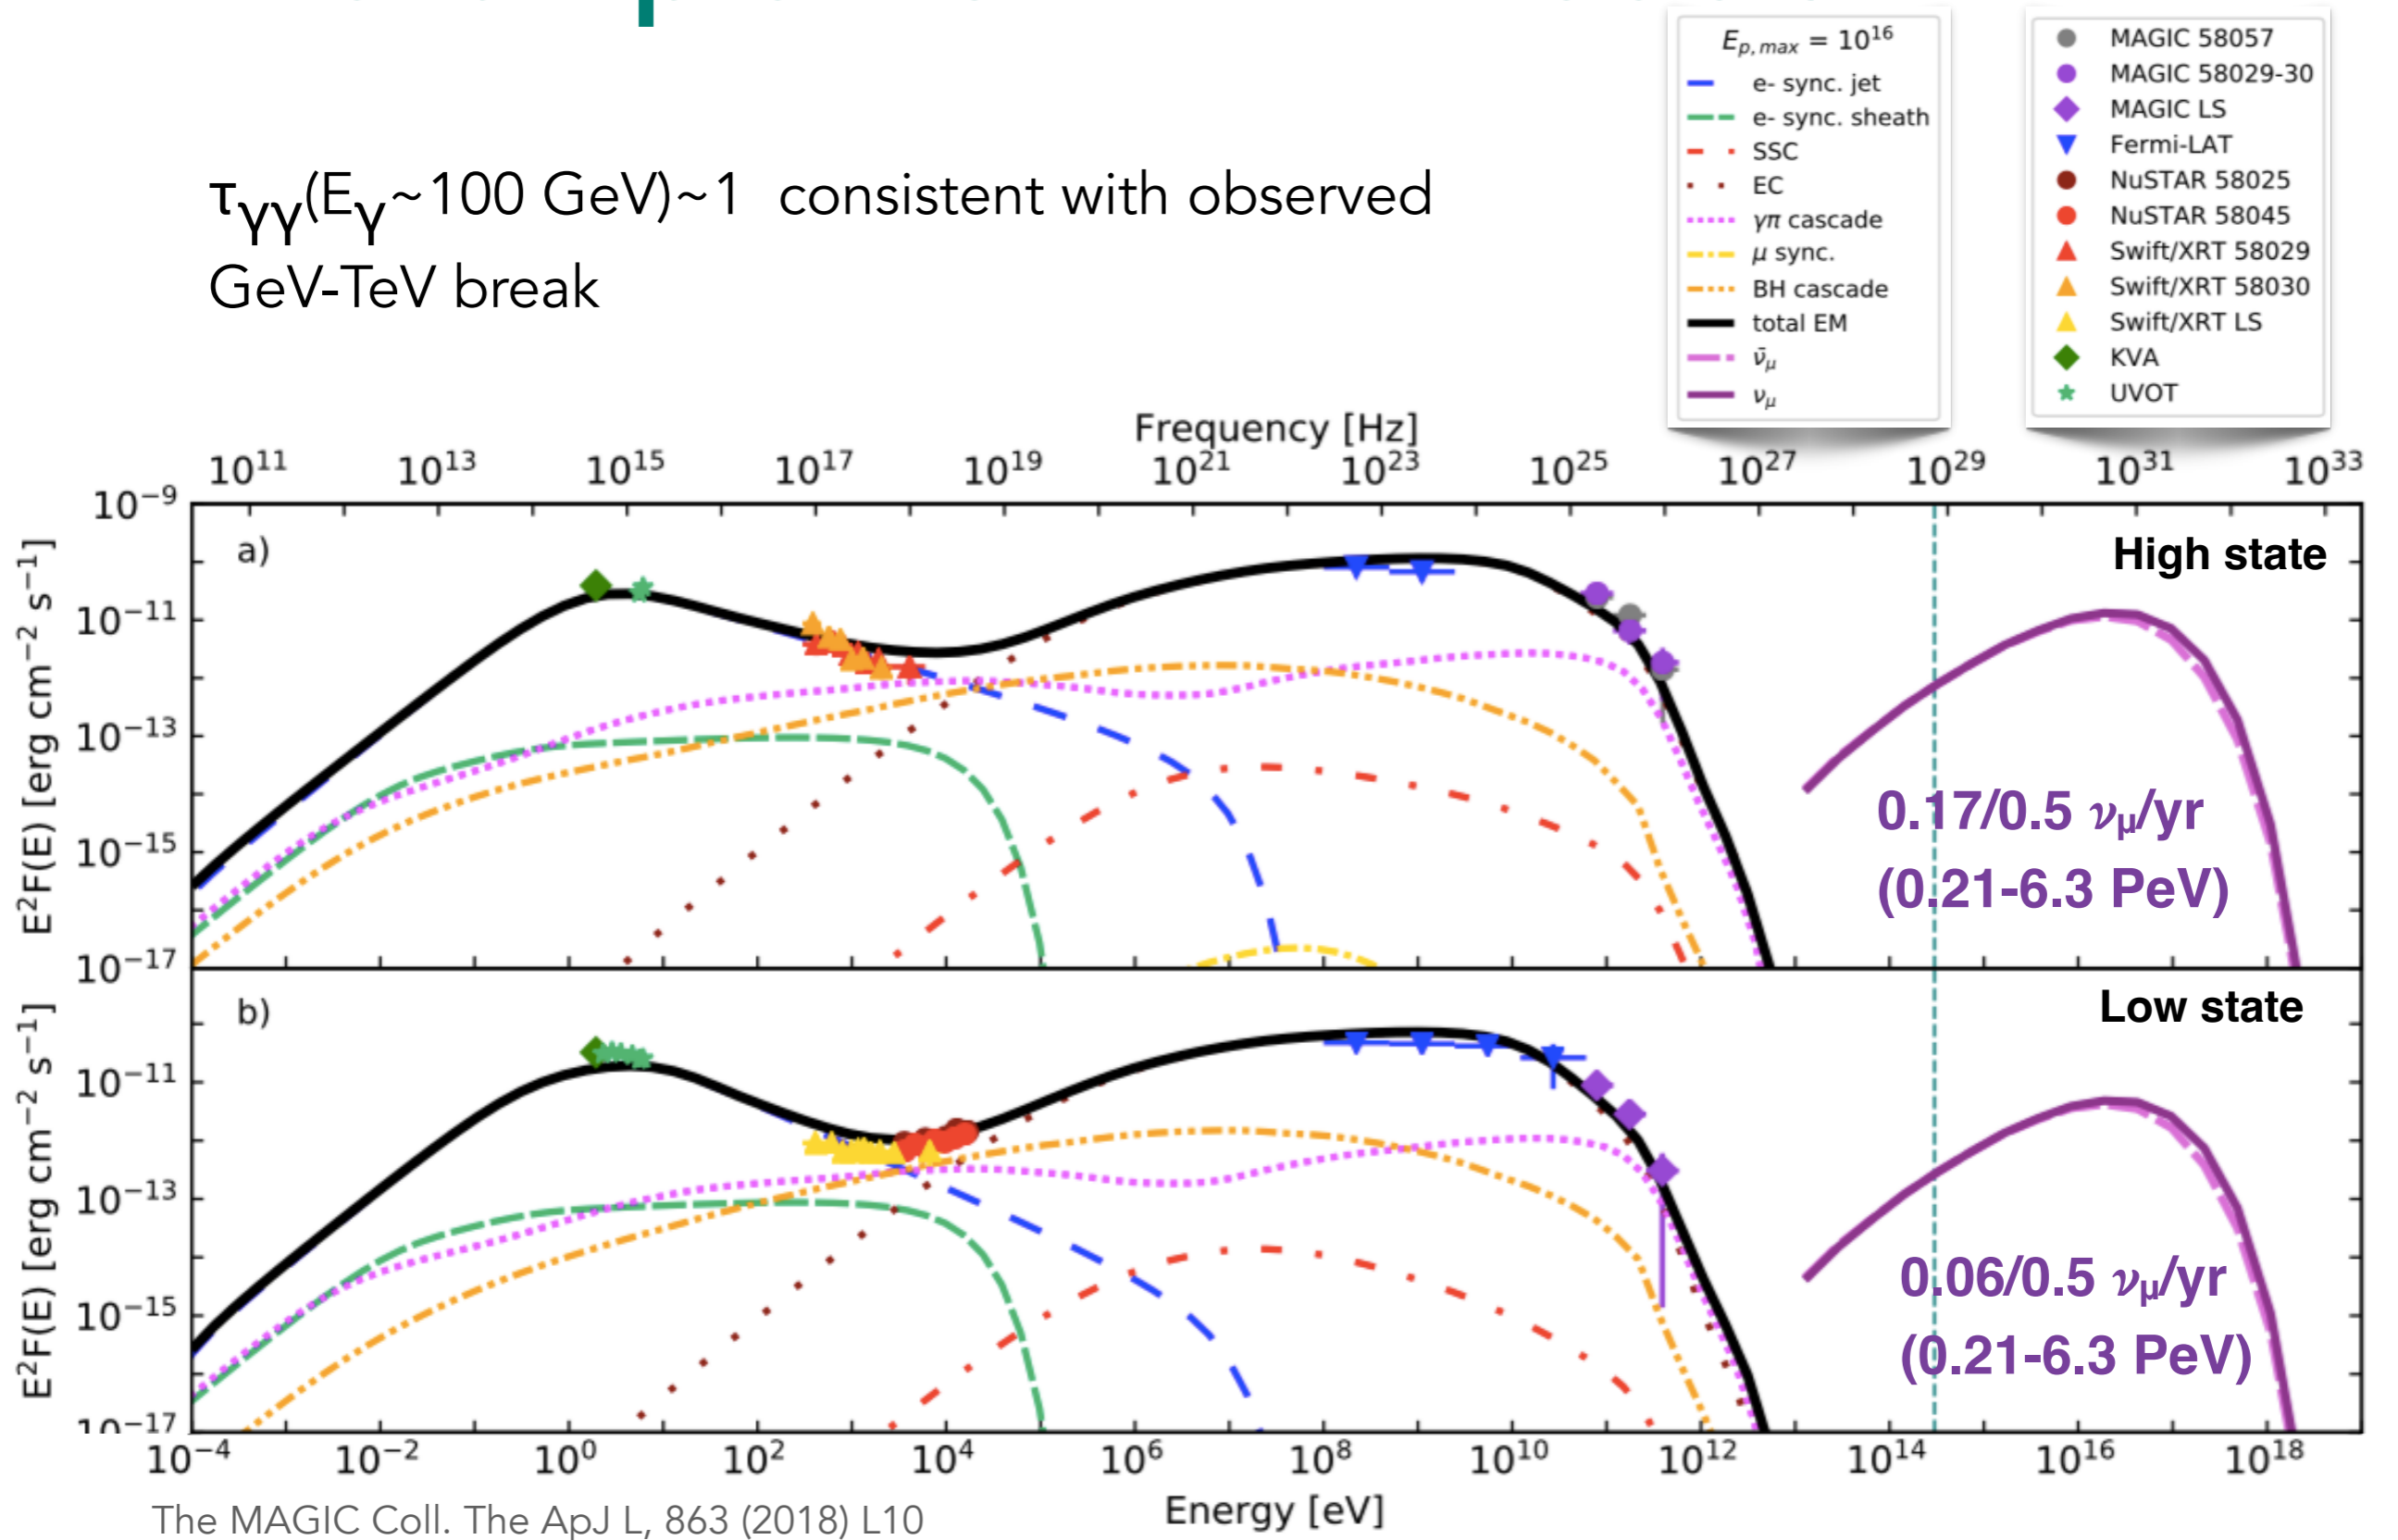 τγγ(Eγ~100 GeV)~1 consistent with observed
GeV-TeV break
E_p,max = 10^16
e- sync. jet
e- sync. sheath
SSC
EC
γπ cascade
μ sync.
BH cascade
total EM
ν̄_μ
ν_μ
MAGIC 58057
MAGIC 58029-30
MAGIC LS
Fermi-LAT
NuSTAR 58025
NuSTAR 58045
Swift/XRT 58029
Swift/XRT 58030
Swift/XRT LS
KVA
UVOT
Frequency [Hz]
10^11 10^13 10^15 10^17 10^19 10^21 10^23 10^25 10^27 10^29 10^31 10^33
E²F(E) [erg cm⁻² s⁻¹]
10^−9
10^−11
10^−13
10^−15
10^−17
a)
High state
0.17/0.5 ν_μ/yr
(0.21-6.3 PeV)
E²F(E) [erg cm⁻² s⁻¹]
10^−11
10^−13
10^−15
10^−17
b)
Low state
0.06/0.5 ν_μ/yr
(0.21-6.3 PeV)
10^−4 10^−2 10^0 10^2 10^4 10^6 10^8 10^10 10^12 10^14 10^16 10^18
Energy [eV]
The MAGIC Coll. The ApJ L, 863 (2018) L10